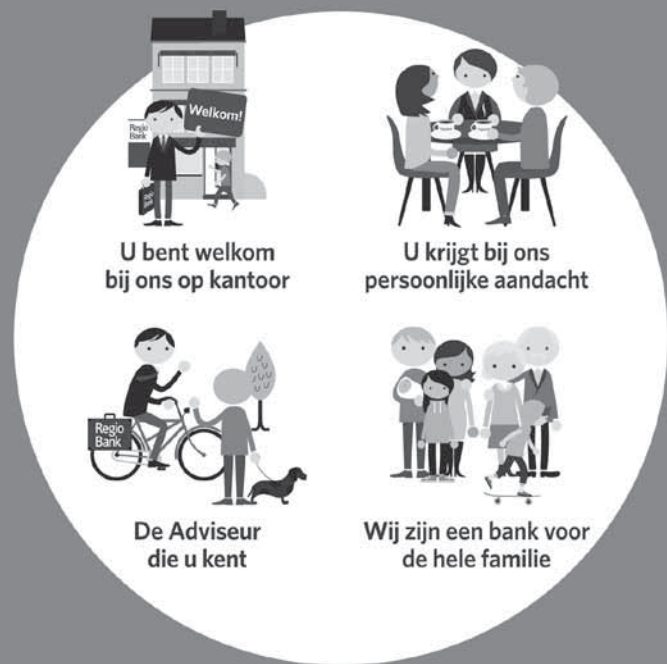 Welkom!
Regio
Bank
U bent welkom
bij ons op kantoor
U krijgt bij ons
persoonlijke aandacht
Regio
Bank
De Adviseur
die u kent
Wij zijn een bank voor
de hele familie